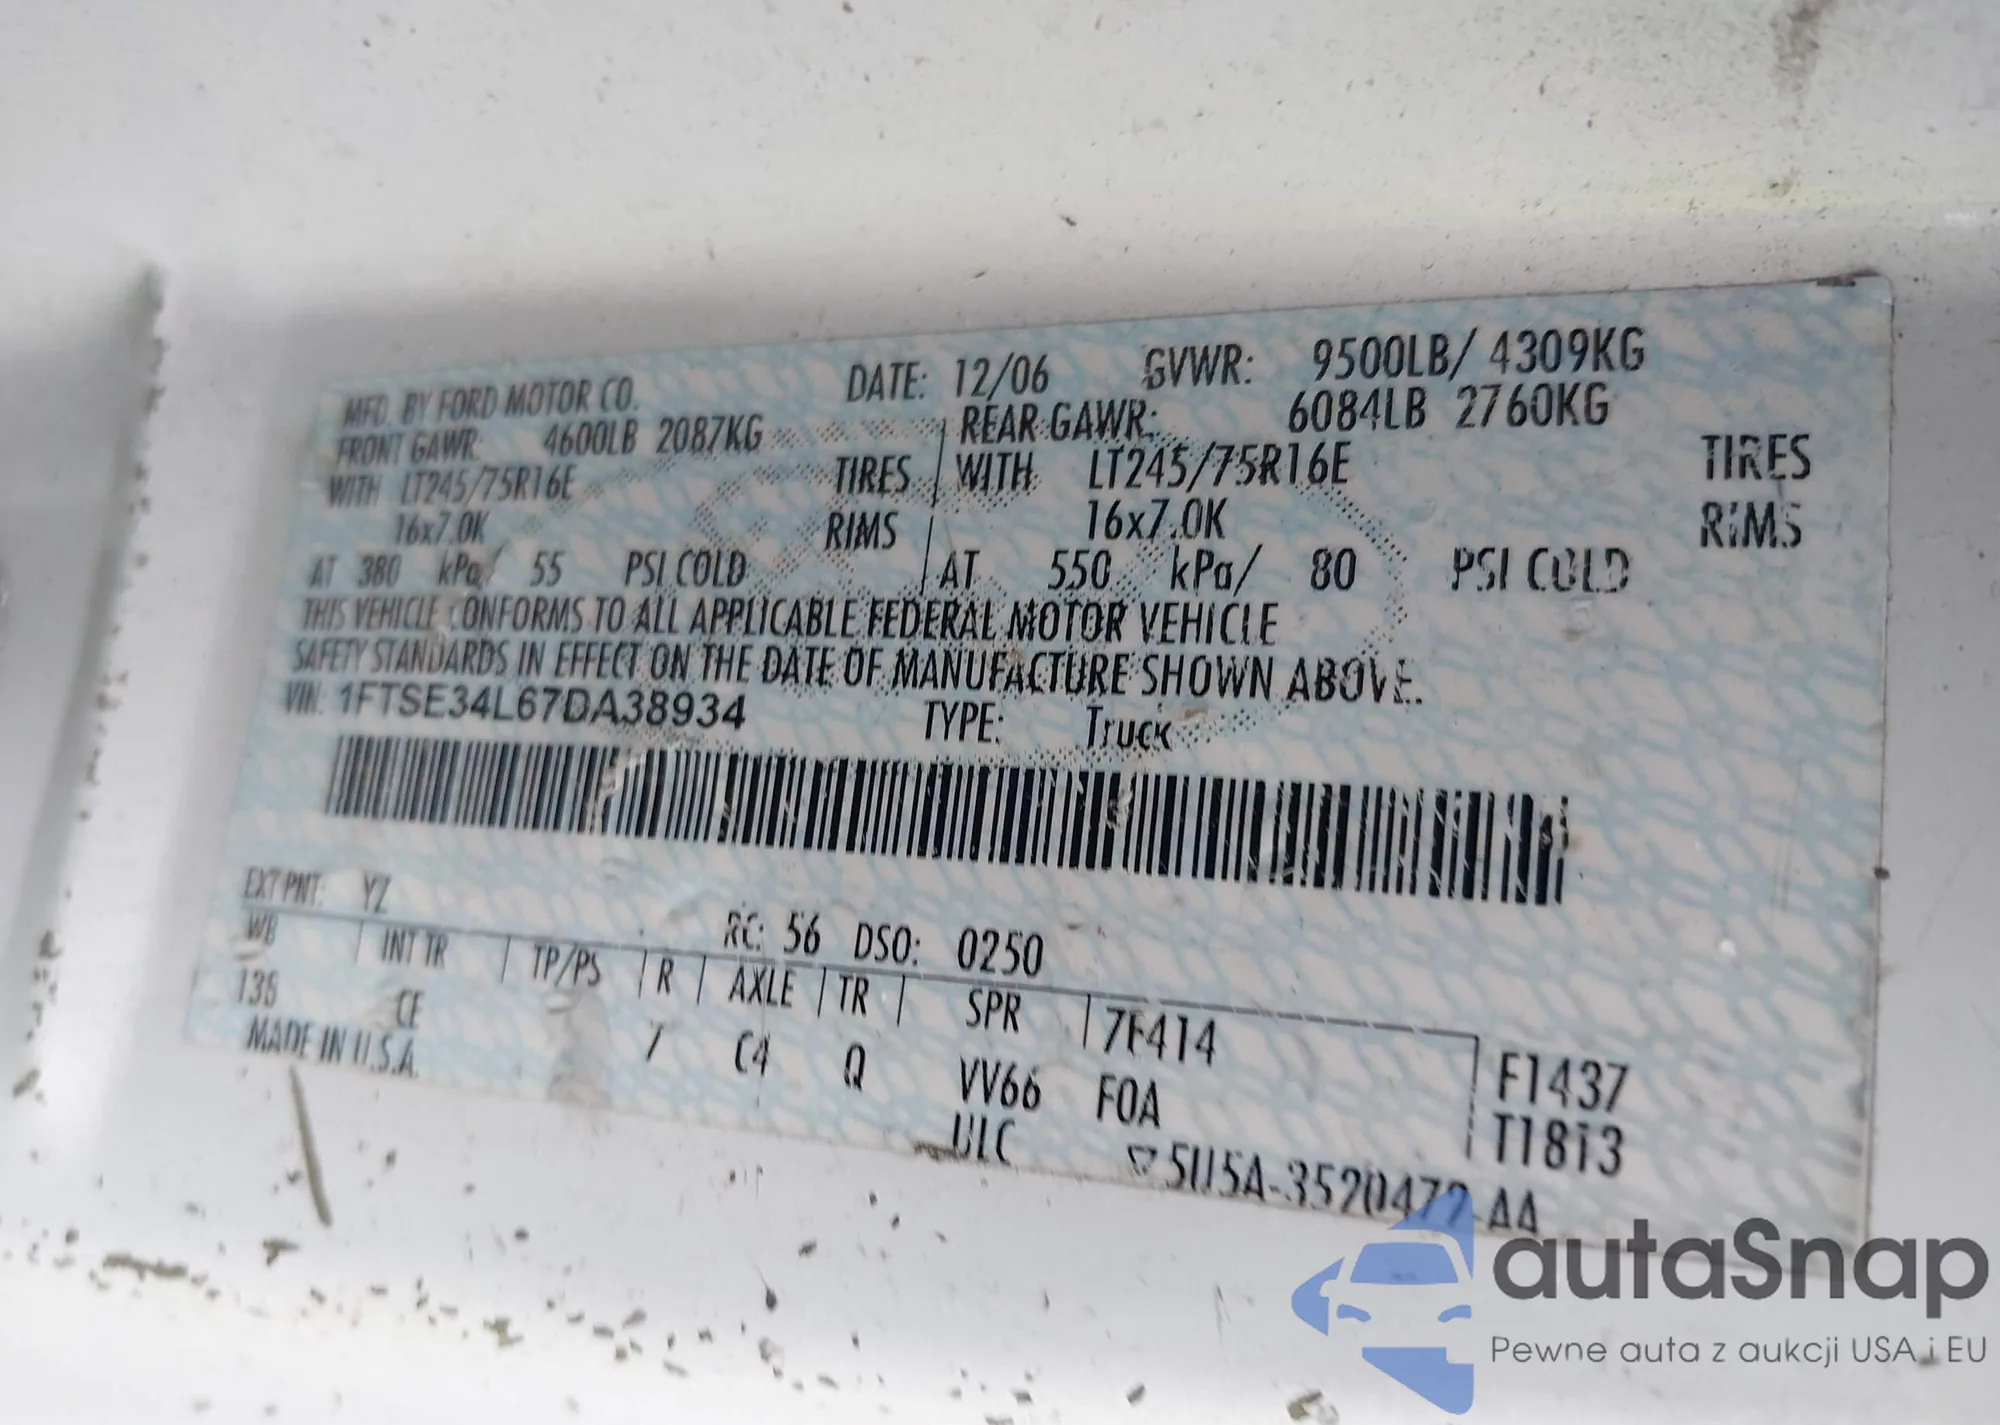 MFD. BY FORD MOTOR CO. DATE: 12/06 GVWR: 9500LB/ 4309KG
FRONT GAWR: 4600LB 2087KG REAR GAWR: 6084LB 2760KG
WITH LT245/75R16E TIRES WITH LT245/75R16E TIRES
16x7.0K RIMS 16x7.0K RIMS
AT 380 kPa/ 55 PSI COLD AT 550 kPa/ 80 PSI COLD
THIS VEHICLE CONFORMS TO ALL APPLICABLE FEDERAL MOTOR VEHICLE
SAFETY STANDARDS IN EFFECT ON THE DATE OF MANUFACTURE SHOWN ABOVE.
VIN: 1FTSE34L67DA38934 TYPE: Truck
EXT PNT: YZ RC: 56 DSO: 0250
WB INT TR TP/PS R AXLE TR SPR 7F414 F1437
138 CE 7 C4 Q VV66 F0A T1813
MADE IN U.S.A. ULC 5U5A-3520472-AA
autaSnap
Pewne auta z aukcji USA i EU